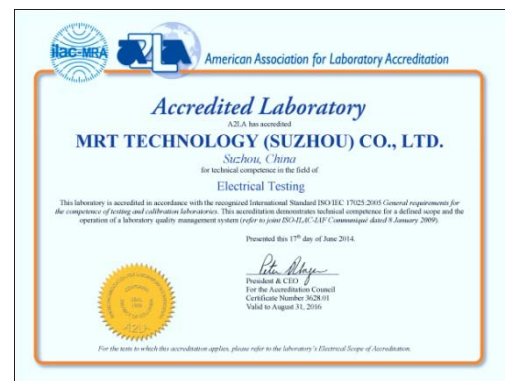 ilac-MRA
A2LA
American Association for Laboratory Accreditation
Accredited Laboratory
A2LA has accredited
MRT TECHNOLOGY (SUZHOU) CO., LTD.
Suzhou, China
for technical competence in the field of
Electrical Testing
This laboratory is accredited in accordance with the recognized International Standard ISO/IEC 17025:2005 General requirements for
the competence of testing and calibration laboratories. This accreditation demonstrates technical competence for a defined scope and the
operation of a laboratory quality management system (refer to joint ISO-ILAC-IAF Communiqué dated 8 January 2009).
Presented this 17th day of June 2014.
President & CEO
For the Accreditation Council
Certificate Number 3628.01
Valid to August 31, 2016
A2LA
For the tests to which this accreditation applies, please refer to the laboratory's Electrical Scope of Accreditation.